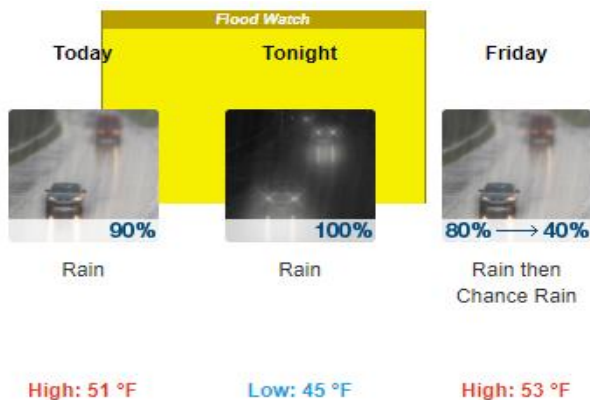 Flood Watch
Today
Tonight
Friday
90%
100%
80% → 40%
Rain
Rain
Rain then
Chance Rain
High: 51 °F
Low: 45 °F
High: 53 °F